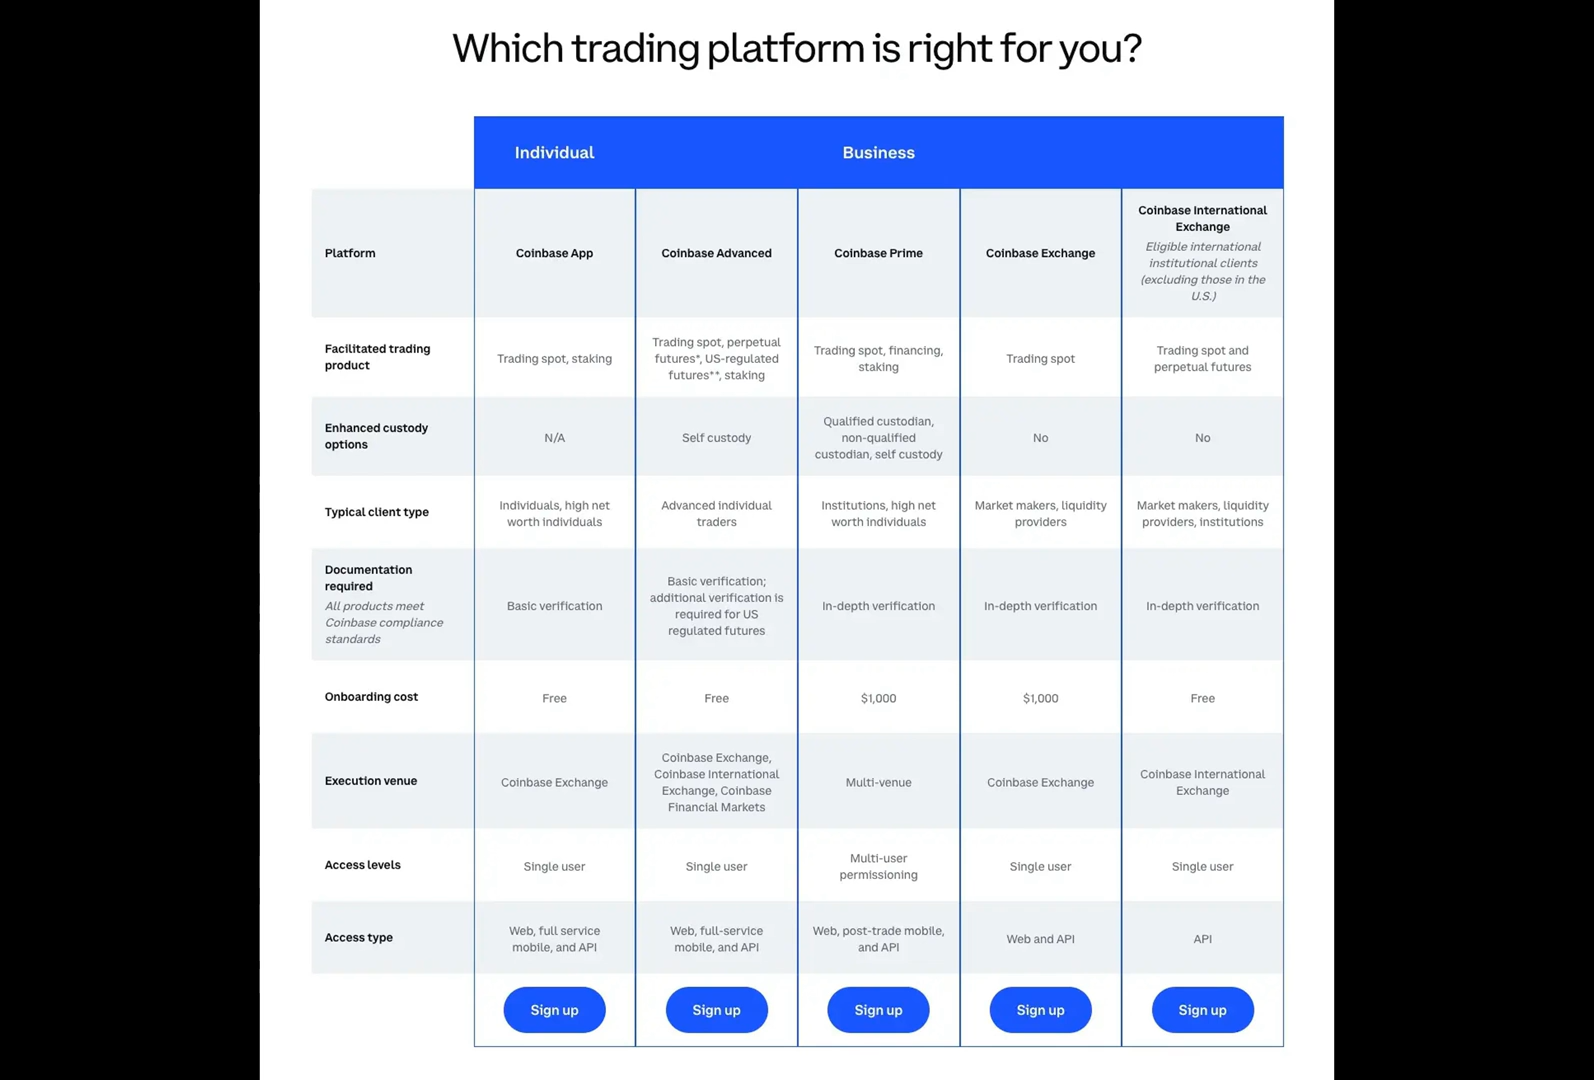 Which trading platform is right for you?
Individual
Business
Platform
Coinbase App
Coinbase Advanced
Coinbase Prime
Coinbase Exchange
Coinbase International
Exchange
Eligible international
institutional clients
(excluding those in the
U.S.)
Facilitated trading
product
Trading spot, staking
Trading spot, perpetual
futures*, US-regulated
futures**, staking
Trading spot, financing,
staking
Trading spot
Trading spot and
perpetual futures
Enhanced custody
options
N/A
Self custody
Qualified custodian,
non-qualified
custodian, self custody
No
No
Typical client type
Individuals, high net
worth individuals
Advanced individual
traders
Institutions, high net
worth individuals
Market makers, liquidity
providers
Market makers, liquidity
providers, institutions
Documentation
required
All products meet
Coinbase compliance
standards
Basic verification
Basic verification;
additional verification is
required for US
regulated futures
In-depth verification
In-depth verification
In-depth verification
Onboarding cost
Free
Free
$1,000
$1,000
Free
Execution venue
Coinbase Exchange
Coinbase Exchange,
Coinbase International
Exchange, Coinbase
Financial Markets
Multi-venue
Coinbase Exchange
Coinbase International
Exchange
Access levels
Single user
Single user
Multi-user
permissioning
Single user
Single user
Access type
Web, full service
mobile, and API
Web, full-service
mobile, and API
Web, post-trade mobile,
and API
Web and API
API
Sign up
Sign up
Sign up
Sign up
Sign up